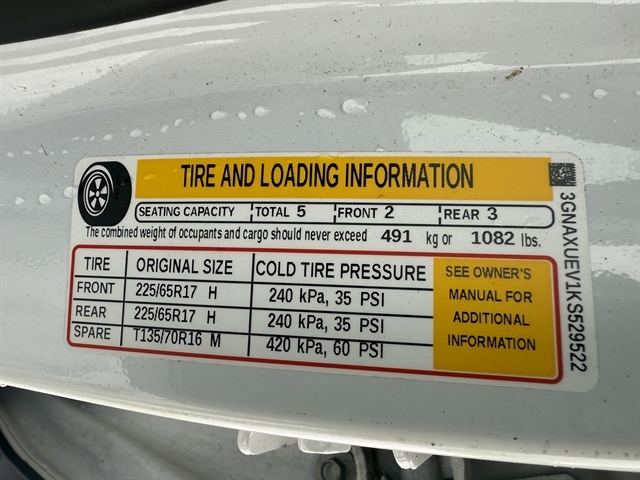 TIRE AND LOADING INFORMATION
SEATING CAPACITY TOTAL 5 FRONT 2 REAR 3
The combined weight of occupants and cargo should never exceed 491 kg or 1082 lbs.
TIRE ORIGINAL SIZE COLD TIRE PRESSURE
FRONT 225/65R17 H 240 kPa, 35 PSI
REAR 225/65R17 H 240 kPa, 35 PSI
SPARE T135/70R16 M 420 kPa, 60 PSI
SEE OWNER'S
MANUAL FOR
ADDITIONAL
INFORMATION
3GNAXUEV1KS529522